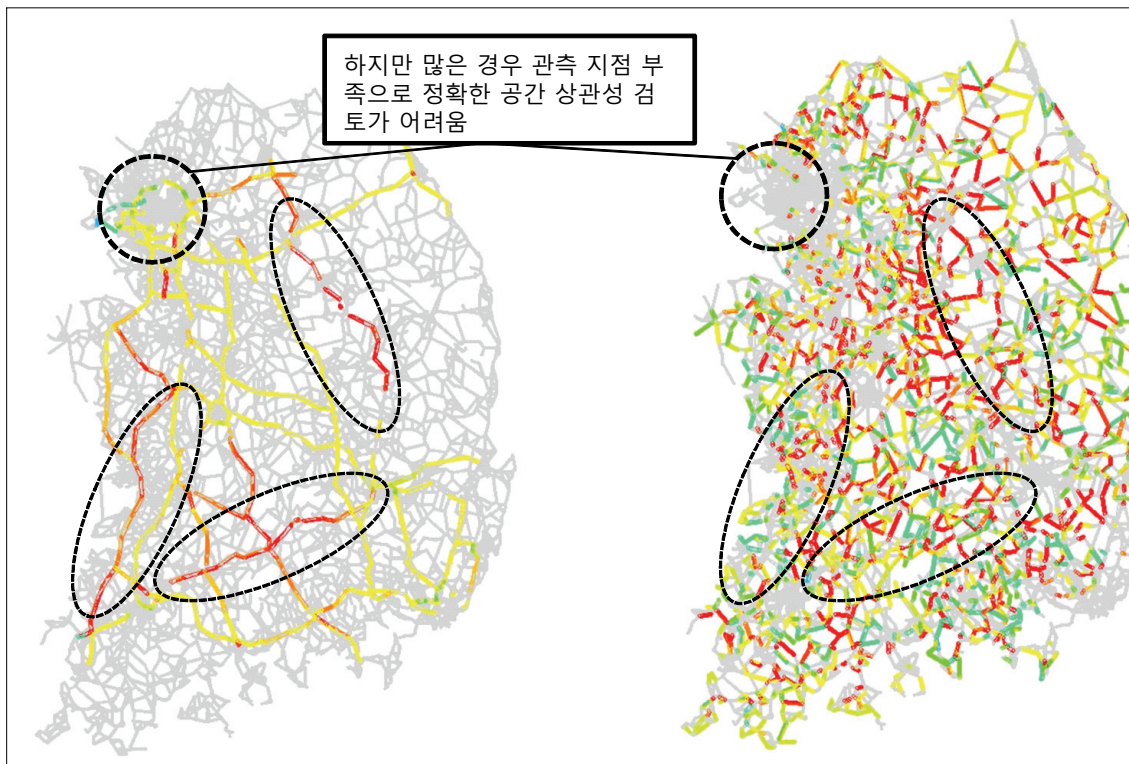 하지만 많은 경우 관측 지점 부
족으로 정확한 공간 상관성 검
토가 어려움